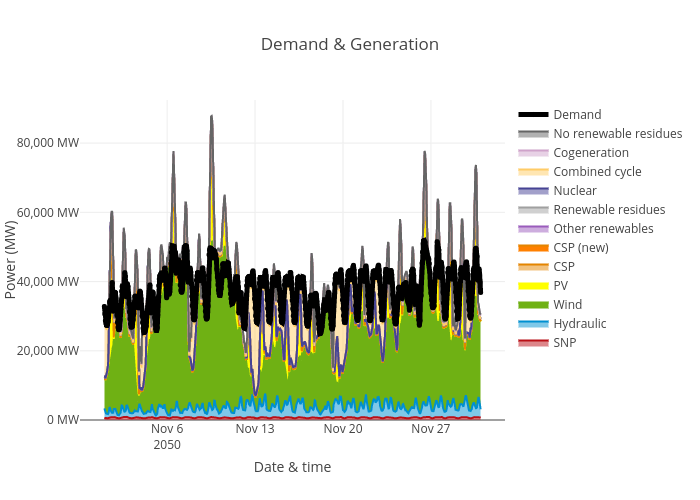 Demand & Generation
Power (MW)
80,000 MW
60,000 MW
40,000 MW
20,000 MW
0 MW
Nov 6
2050
Nov 13
Nov 20
Nov 27
Date & time
Demand
No renewable residues
Cogeneration
Combined cycle
Nuclear
Renewable residues
Other renewables
CSP (new)
CSP
PV
Wind
Hydraulic
SNP